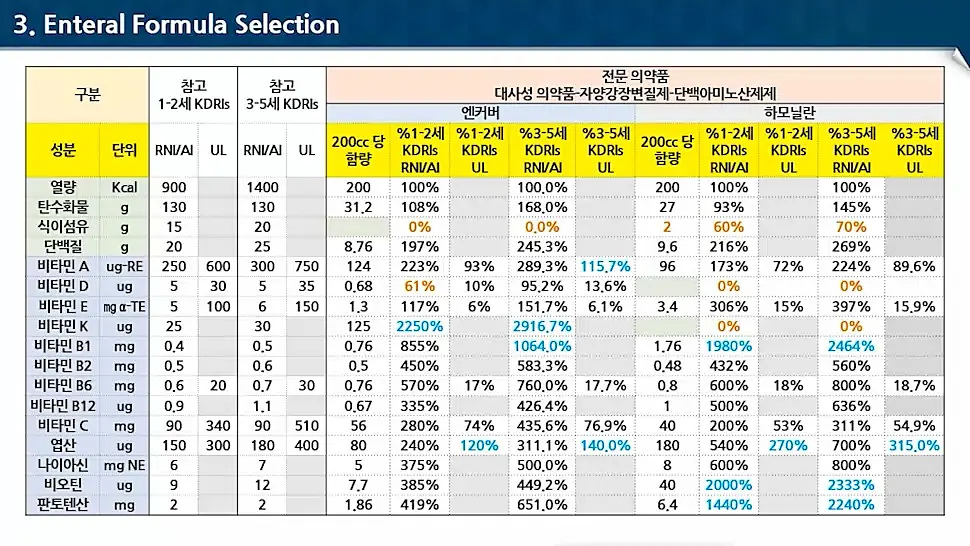 3. Enteral Formula Selection
구분 참고 1-2세 KDRIs 참고 3-5세 KDRIs 전문 의약품
대사성 의약품-자양강장변질제-단백아미노산제제
엔커버 하모닐란
성분 단위 RNI/AI UL RNI/AI UL 200cc 당 함량 %1-2세 KDRIs RNI/AI %1-2세 KDRIs UL %3-5세 KDRIs RNI/AI %3-5세 KDRIs UL 200cc 당 함량 %1-2세 KDRIs RNI/AI %1-2세 KDRIs UL %3-5세 KDRIs RNI/AI %3-5세 KDRIs UL
열량 Kcal 900 1400 200 100% 100.0% 200 100% 100%
탄수화물 g 130 130 31.2 108% 168.0% 27 93% 145%
식이섬유 g 15 20 0% 0.0% 2 60% 70%
단백질 g 20 25 8.76 197% 245.3% 9.6 216% 269%
비타민 A ug-RE 250 600 300 750 124 223% 93% 289.3% 115.7% 96 173% 72% 224% 89.6%
비타민 D ug 5 30 5 35 0.68 61% 10% 95.2% 13.6% 0% 0%
비타민 E mg α-TE 5 100 6 150 1.3 117% 6% 151.7% 6.1% 3.4 306% 15% 397% 15.9%
비타민 K ug 25 30 125 2250% 2916.7% 0% 0%
비타민 B1 mg 0.4 0.5 0.76 855% 1064.0% 1.76 1980% 2464%
비타민 B2 mg 0.5 0.6 0.5 450% 583.3% 0.48 432% 560%
비타민 B6 mg 0.6 20 0.7 30 0.76 570% 17% 760.0% 17.7% 0.8 600% 18% 800% 18.7%
비타민 B12 ug 0.9 1.1 0.67 335% 426.4% 1 500% 636%
비타민 C mg 90 340 90 510 56 280% 74% 435.6% 76.9% 40 200% 53% 311% 54.9%
엽산 ug 150 300 180 400 80 240% 120% 311.1% 140.0% 180 540% 270% 700% 315.0%
나이아신 mg NE 6 7 5 375% 500.0% 8 600% 800%
비오틴 ug 9 12 7.7 385% 449.2% 40 2000% 2333%
판토텐산 mg 2 2 1.86 419% 651.0% 6.4 1440% 2240%